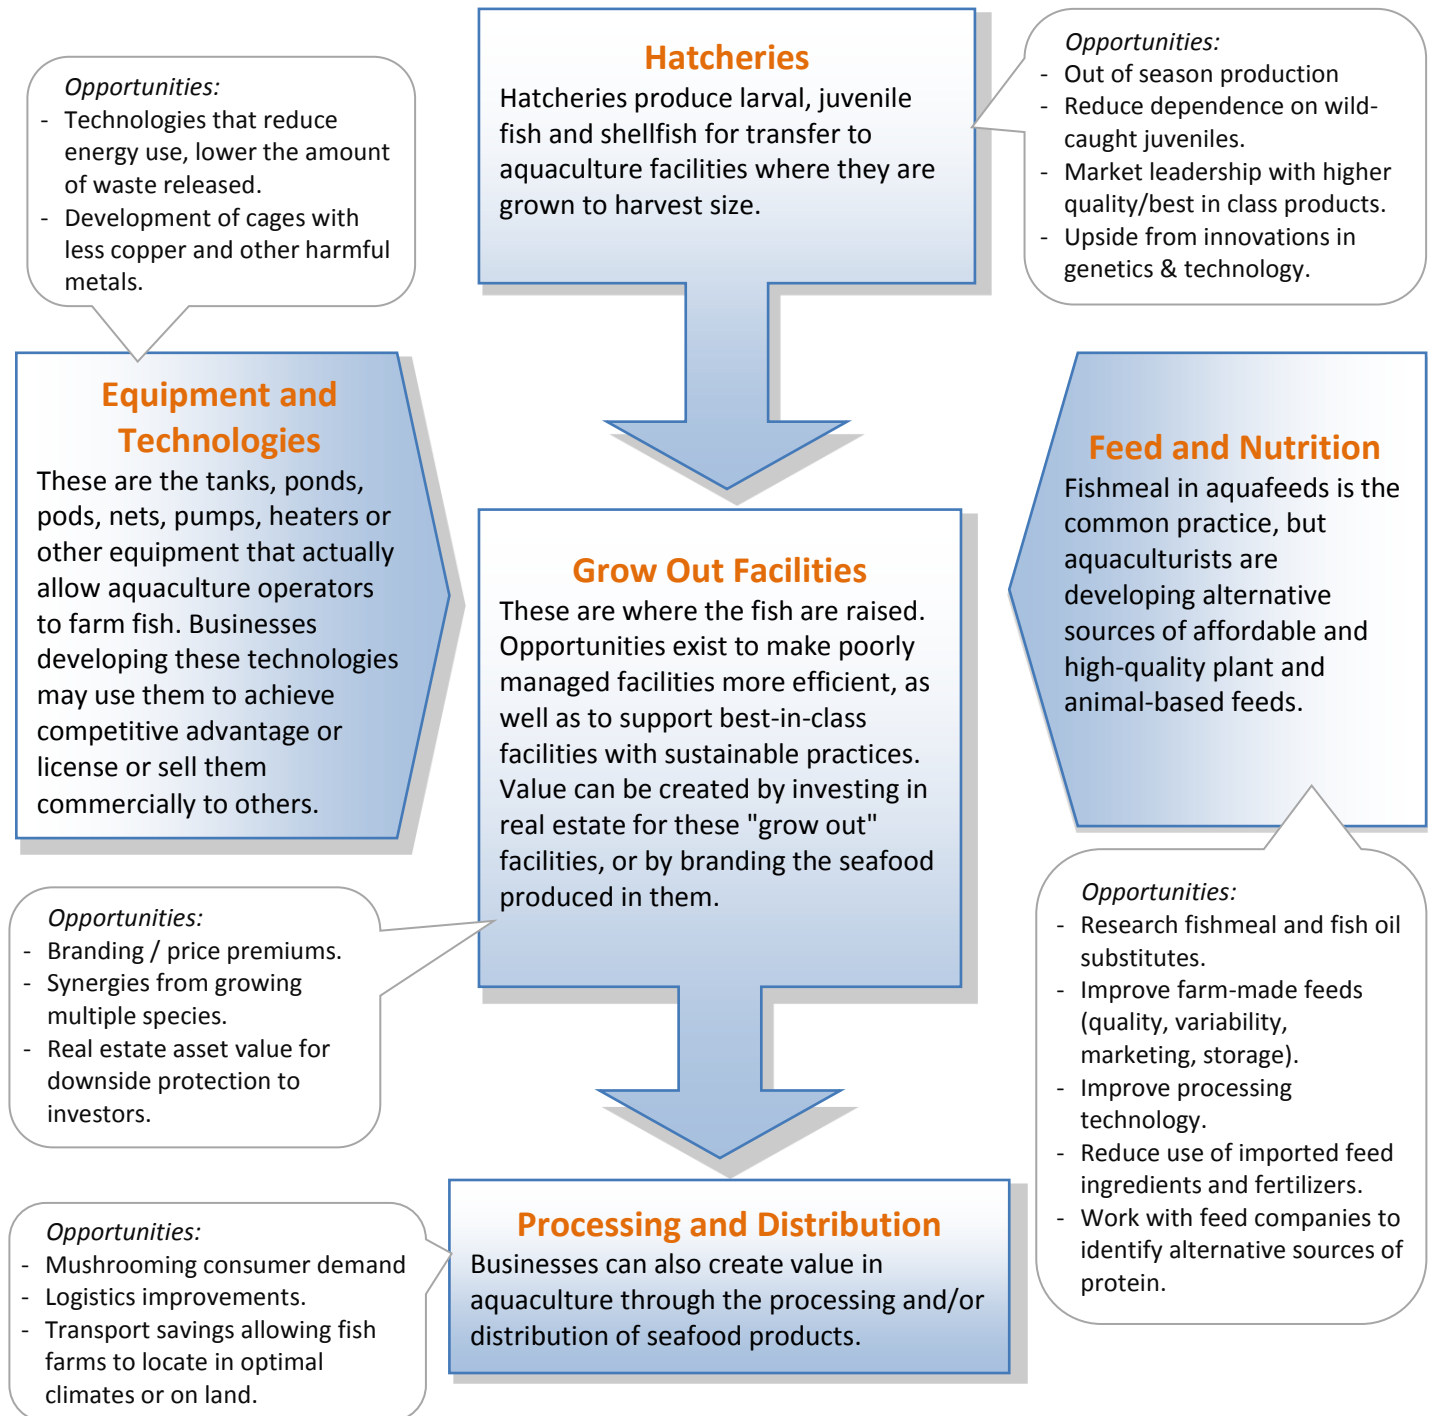 Hatcheries
Hatcheries produce larval, juvenile
fish and shellfish for transfer to
aquaculture facilities where they are
grown to harvest size.
Opportunities:
- Out of season production
- Reduce dependence on wild-
caught juveniles.
- Market leadership with higher
quality/best in class products.
- Upside from innovations in
genetics & technology.
Opportunities:
- Technologies that reduce
energy use, lower the amount
of waste released.
- Development of cages with
less copper and other harmful
metals.
Equipment and
Technologies
These are the tanks, ponds,
pods, nets, pumps, heaters or
other equipment that actually
allow aquaculture operators
to farm fish. Businesses
developing these technologies
may use them to achieve
competitive advantage or
license or sell them
commercially to others.
Grow Out Facilities
These are where the fish are raised.
Opportunities exist to make poorly
managed facilities more efficient, as
well as to support best-in-class
facilities with sustainable practices.
Value can be created by investing in
real estate for these "grow out"
facilities, or by branding the seafood
produced in them.
Feed and Nutrition
Fishmeal in aquafeeds is the
common practice, but
aquaculturists are
developing alternative
sources of affordable and
high-quality plant and
animal-based feeds.
Opportunities:
- Branding / price premiums.
- Synergies from growing
multiple species.
- Real estate asset value for
downside protection to
investors.
Opportunities:
- Research fishmeal and fish oil
substitutes.
- Improve farm-made feeds
(quality, variability,
marketing, storage).
- Improve processing
technology.
- Reduce use of imported feed
ingredients and fertilizers.
- Work with feed companies to
identify alternative sources of
protein.
Opportunities:
- Mushrooming consumer demand
- Logistics improvements.
- Transport savings allowing fish
farms to locate in optimal
climates or on land.
Processing and Distribution
Businesses can also create value in
aquaculture through the processing and/or
distribution of seafood products.